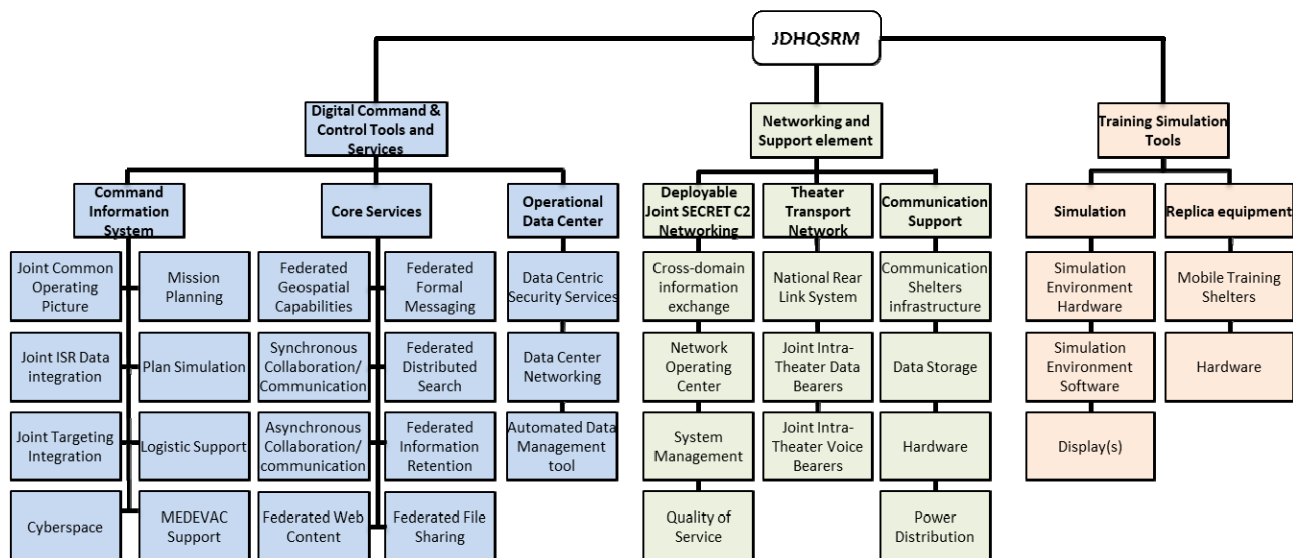 JDHQSRM
Digital Command &
Control Tools and
Services
Networking and
Support element
Training Simulation
Tools
Command
Information
System
Core Services
Operational
Data Center
Deployable
Joint SECRET C2
Networking
Theater
Transport
Network
Communication
Support
Simulation
Replica equipment
Joint Common
Operating
Picture
Mission
Planning
Federated
Geospatial
Capabilities
Federated
Formal
Messaging
Data Centric
Security Services
Cross-domain
information
exchange
National Rear
Link System
Communication
Shelters
infrastructure
Simulation
Environment
Hardware
Mobile Training
Shelters
Joint ISR Data
integration
Plan Simulation
Synchronous
Collaboration/
Communication
Federated
Distributed
Search
Data Center
Networking
Network
Operating
Center
Joint Intra-
Theater Data
Bearers
Data Storage
Simulation
Environment
Software
Hardware
Joint Targeting
Integration
Logistic Support
Asynchronous
Collaboration/
communication
Federated
Information
Retention
Automated Data
Management
tool
System
Management
Joint Intra-
Theater Voice
Bearers
Hardware
Display(s)
Cyberspace
MEDEVAC
Support
Federated Web
Content
Federated File
Sharing
Quality of
Service
Power
Distribution